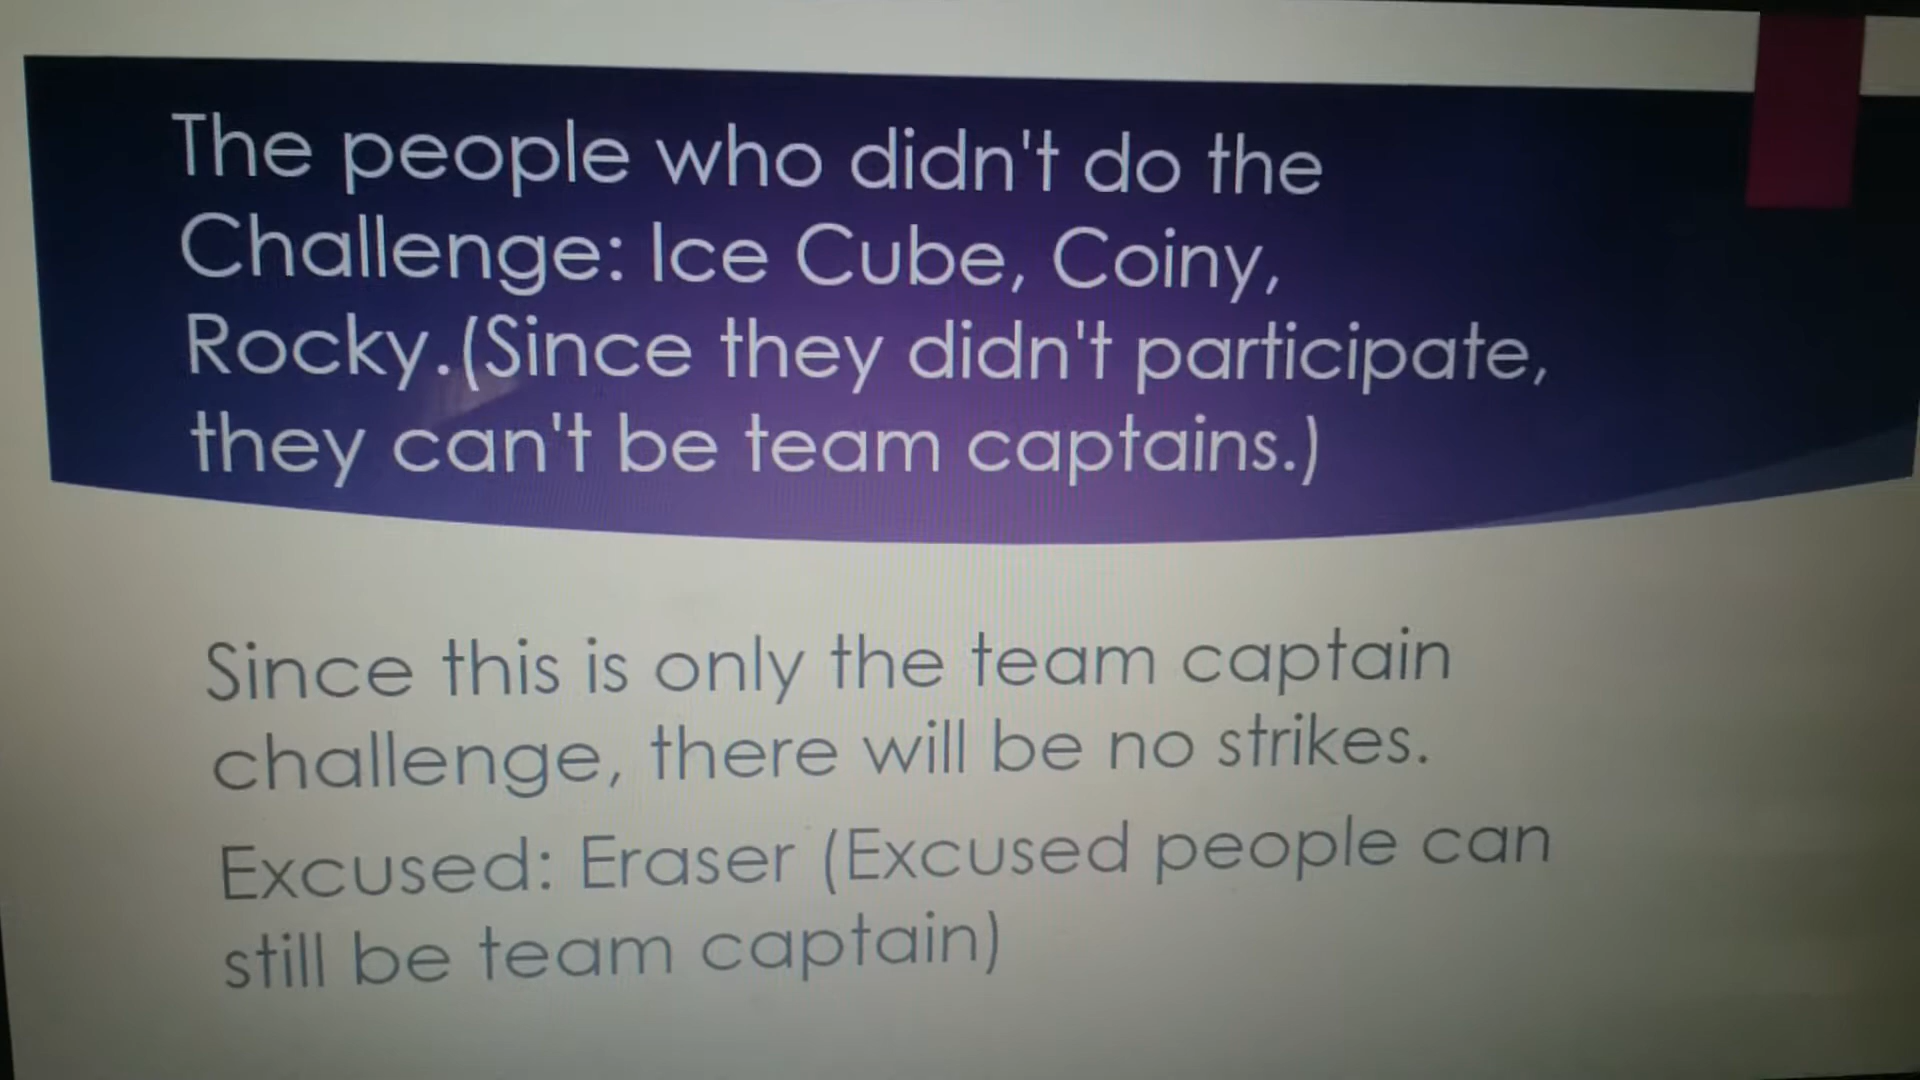 The people who didn't do the
Challenge: Ice Cube, Coiny,
Rocky.(Since they didn't participate,
they can't be team captains.)
Since this is only the team captain
challenge, there will be no strikes.
Excused: Eraser (Excused people can
still be team captain)